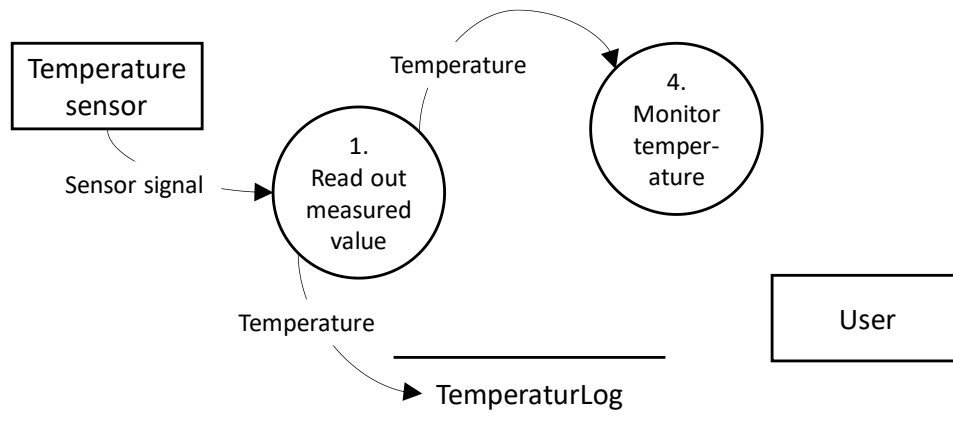 Temperature
sensor
Sensor signal
1.
Read out
measured
value
Temperature
4.
Monitor
temper-
ature
Temperature
TemperaturLog
User